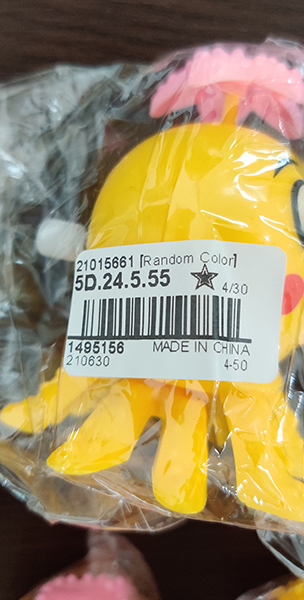 21015661 [Random Color]
5D.24.5.55 4/30
1495156 MADE IN CHINA
210630 4-50